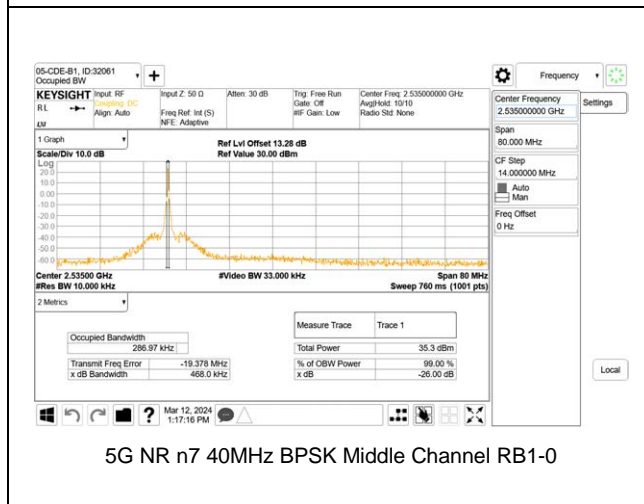 05-CDE-B1, ID:32061
Occupied BW
Frequency
KEYSIGHT Input: RF Input Z: 50 Ω Atten: 30 dB Trig: Free Run Center Freq: 2.535000000 GHz
RL Coupling: DC Gate: Off Avg|Hold: 10/10
Align: Auto Freq Ref: Int (S) #IF Gain: Low Radio Std: None
LXI NFE: Adaptive
Center Frequency
2.535000000 GHz
Settings
Span
80.000 MHz
CF Step
14.000000 MHz
Auto
Man
Freq Offset
0 Hz
Local
1 Graph
Scale/Div 10.0 dB
Ref Lvl Offset 13.28 dB
Ref Value 30.00 dBm
Log
20.0
10.0
0.00
-10.0
-20.0
-30.0
-40.0
-50.0
-60.0
Center 2.53500 GHz #Video BW 33.000 kHz Span 80 MHz
#Res BW 10.000 kHz Sweep 760 ms (1001 pts)
2 Metrics
Measure Trace Trace 1
Occupied Bandwidth
286.97 kHz Total Power 35.3 dBm
Transmit Freq Error -19.378 MHz % of OBW Power 99.00 %
x dB Bandwidth 468.0 kHz x dB -26.00 dB
Mar 12, 2024
1:17:16 PM
5G NR n7 40MHz BPSK Middle Channel RB1-0